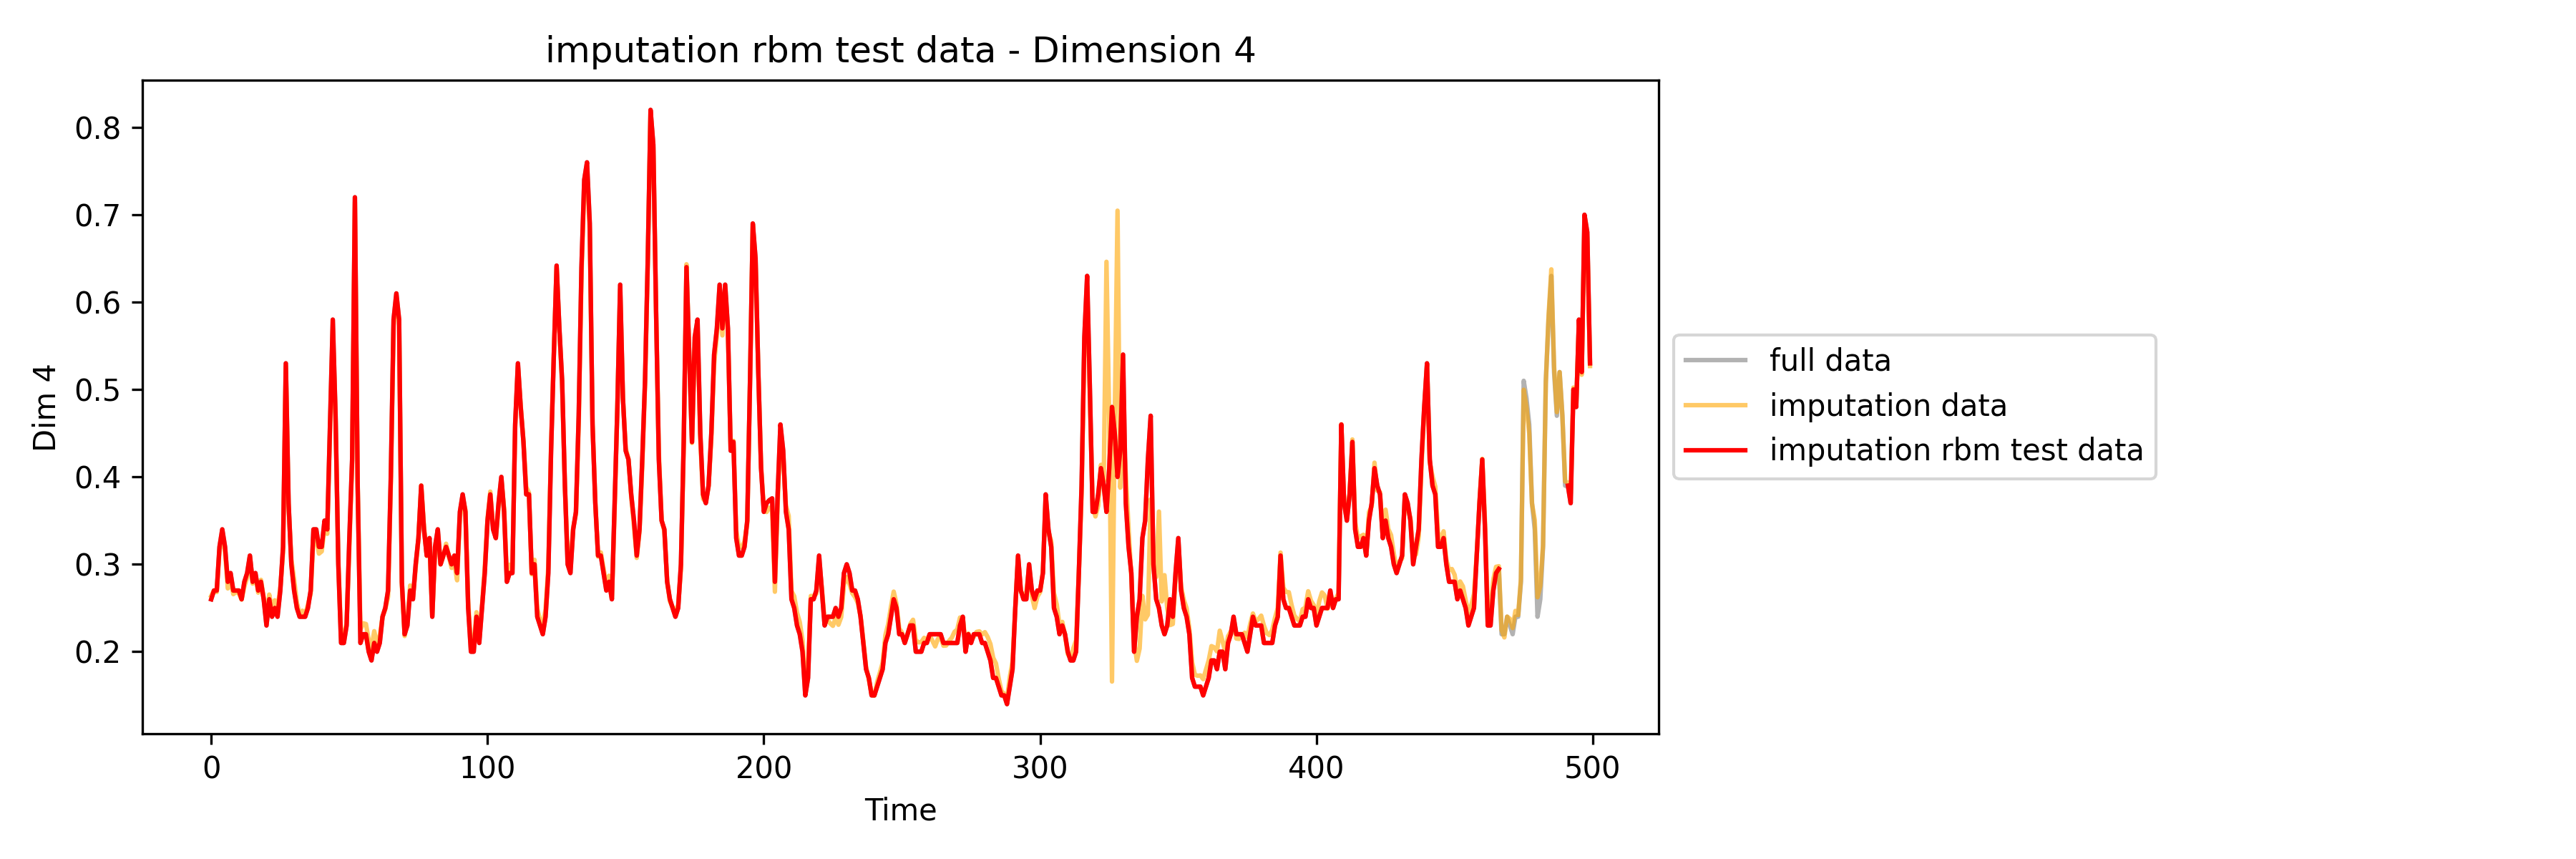 imputation rbm test data - Dimension 4
0.8
0.7
0.6
0.5
0.4
0.3
0.2
Dim 4
0 100 200 300 400 500
Time
full data
imputation data
imputation rbm test data